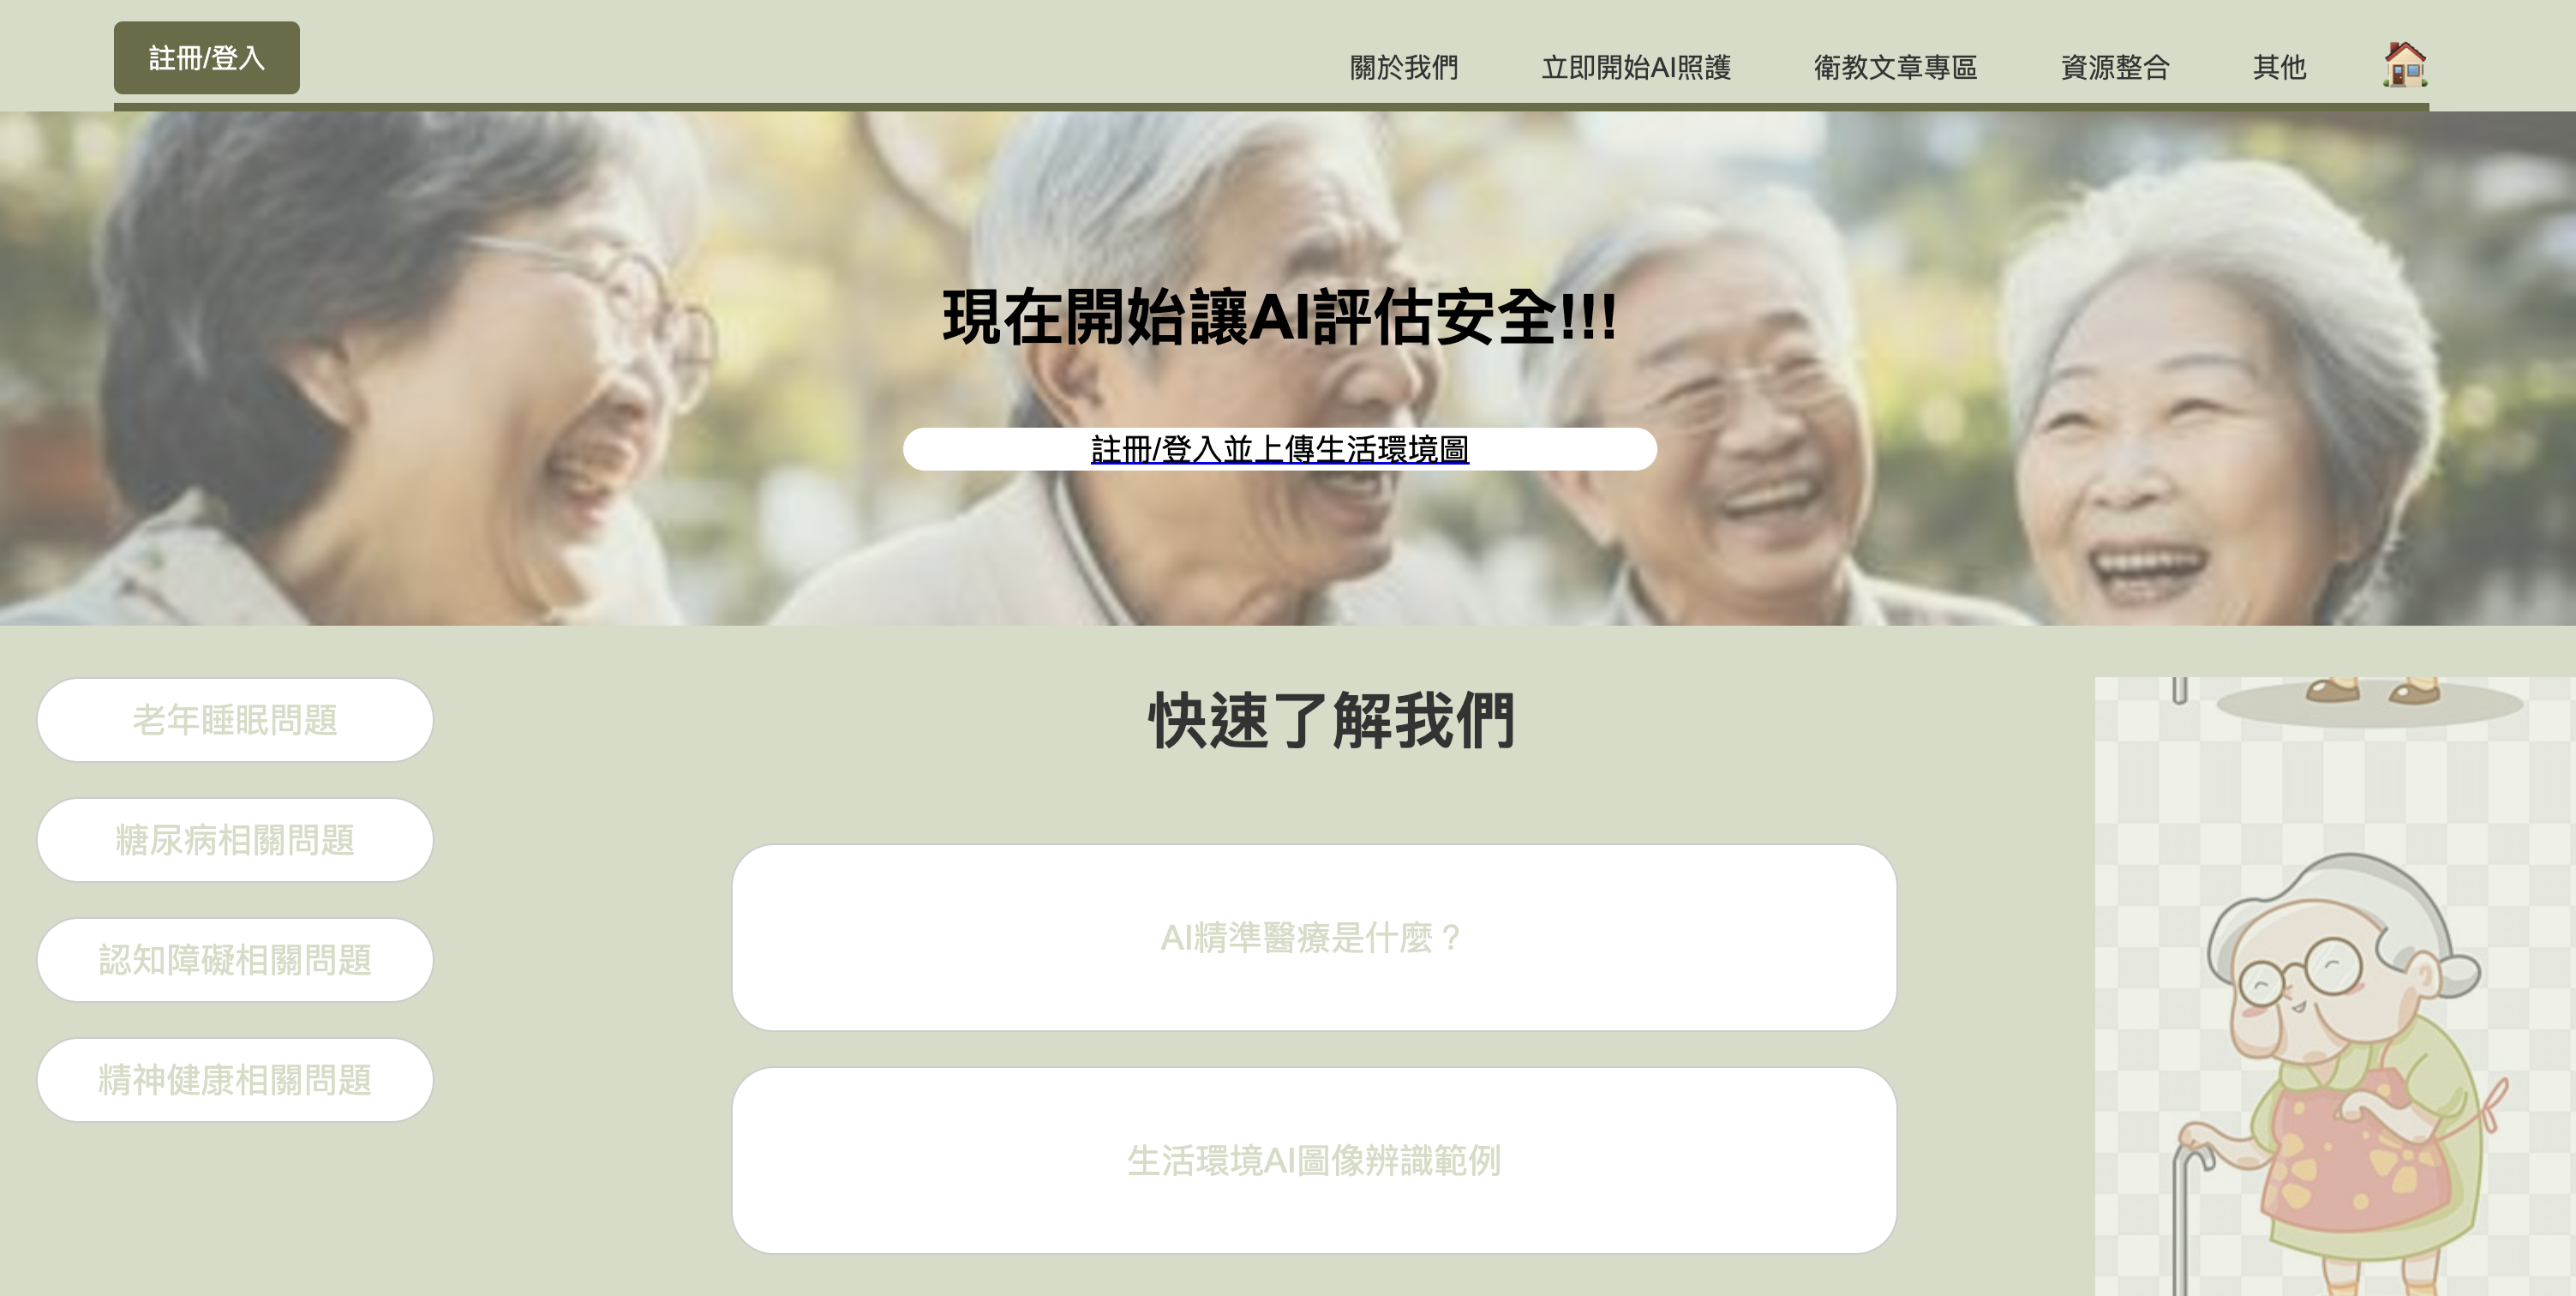 註冊/登入
關於我們
立即開始AI照護
衛教文章專區
資源整合
其他
現在開始讓AI評估安全!!!
註冊/登入並上傳生活環境圖
老年睡眠問題
糖尿病相關問題
認知障礙相關問題
精神健康相關問題
快速了解我們
AI精準醫療是什麼？
生活環境AI圖像辨識範例